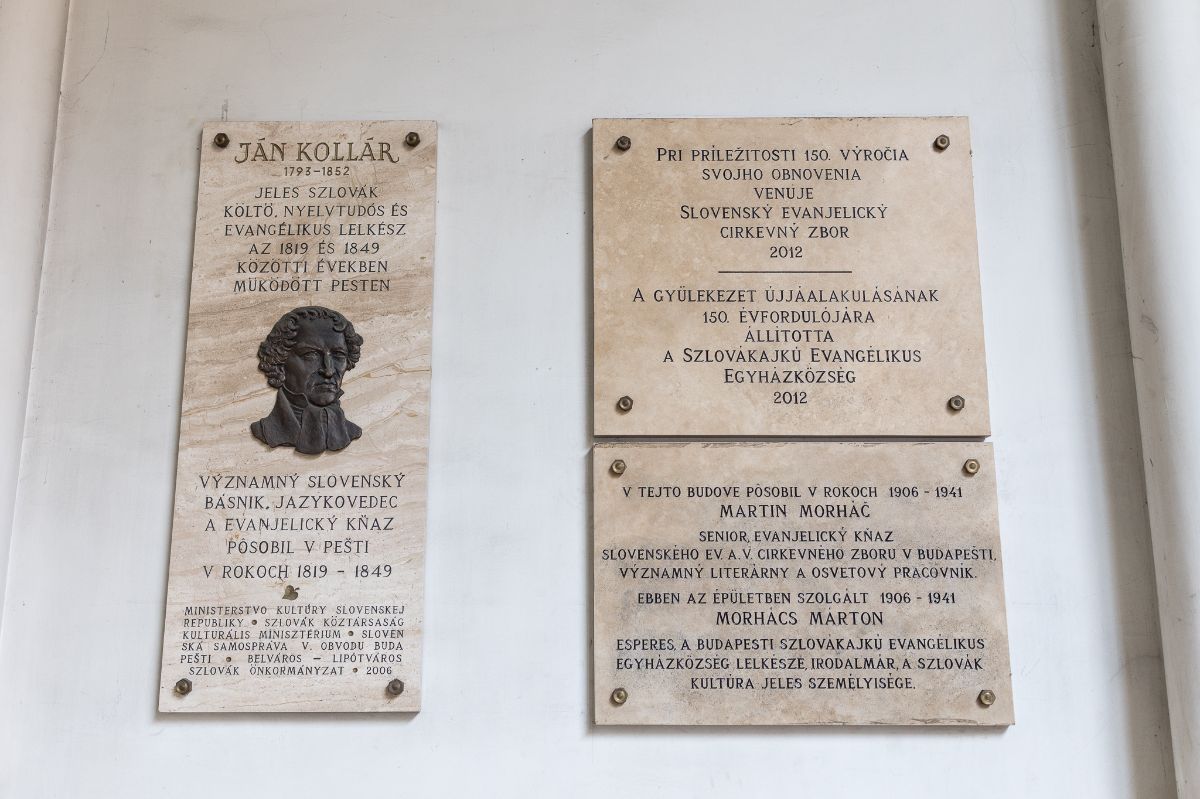 JÁN KOLLÁR
1793-1852
JELES SZLOVÁK
KÖLTŐ, NYELVTUDÓS ÉS
EVANGÉLIKUS LELKÉSZ
AZ 1819 ÉS 1849
KÖZÖTTI ÉVEKBEN
MŰKÖDÖTT PESTEN
VÝZNAMNÝ SLOVENSKÝ
BÁSNIK, JAZYKOVEDEC
A EVANJELICKÝ KŇAZ
PÔSOBIL V PEŠTI
V ROKOCH 1819 - 1849
MINISTERSTVO KULTÚRY SLOVENSKEJ
REPUBLIKY • SZLOVÁK KÖZTÁRSASÁG
KULTURÁLIS MINISZTÉRIUM • SLOVEN
SKÁ SAMOSPRÁVA V. OBVODU BUDA
PEŠTI • BELVÁROS – LIPÓTVÁROS
SZLOVÁK ÖNKORMÁNYZAT • 2006
PRI PRÍLEŽITOSTI 150. VÝROČIA
SVOJHO OBNOVENIA
VENUJE
SLOVENSKÝ EVANJELICKÝ
CIRKEVNÝ ZBOR
2012
A GYÜLEKEZET ÚJJÁALAKULÁSÁNAK
150. ÉVFORDULÓJÁRA
ÁLLÍTOTTA
A SZLOVÁKAJKÚ EVANGÉLIKUS
EGYHÁZKÖZSÉG
2012
V TEJTO BUDOVE PÔSOBIL V ROKOCH 1906 - 1941
MARTIN MORHÁČ
SENIOR, EVANJELICKÝ KŇAZ
SLOVENSKÉHO EV. A. V. CIRKEVNÉHO ZBORU V BUDAPEŠTI,
VÝZNAMNÝ LITERÁRNY A OSVETOVÝ PRACOVNÍK.
EBBEN AZ ÉPÜLETBEN SZOLGÁLT 1906 - 1941
MORHÁCS MÁRTON
ESPERES, A BUDAPESTI SZLOVÁKAJKÚ EVANGÉLIKUS
EGYHÁZKÖZSÉG LELKÉSZE, IRODALMÁR, A SZLOVÁK
KULTÚRA JELES SZEMÉLYISÉGE.